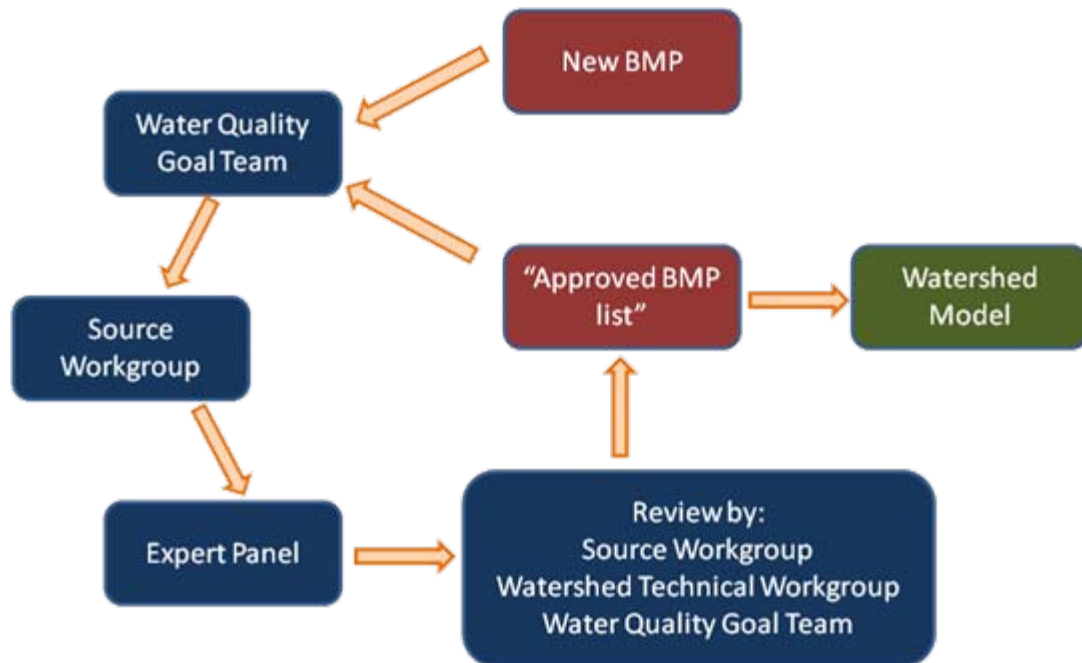 New BMP
Water Quality
Goal Team
“Approved BMP
list”
Watershed
Model
Source
Workgroup
Expert Panel
Review by:
Source Workgroup
Watershed Technical Workgroup
Water Quality Goal Team